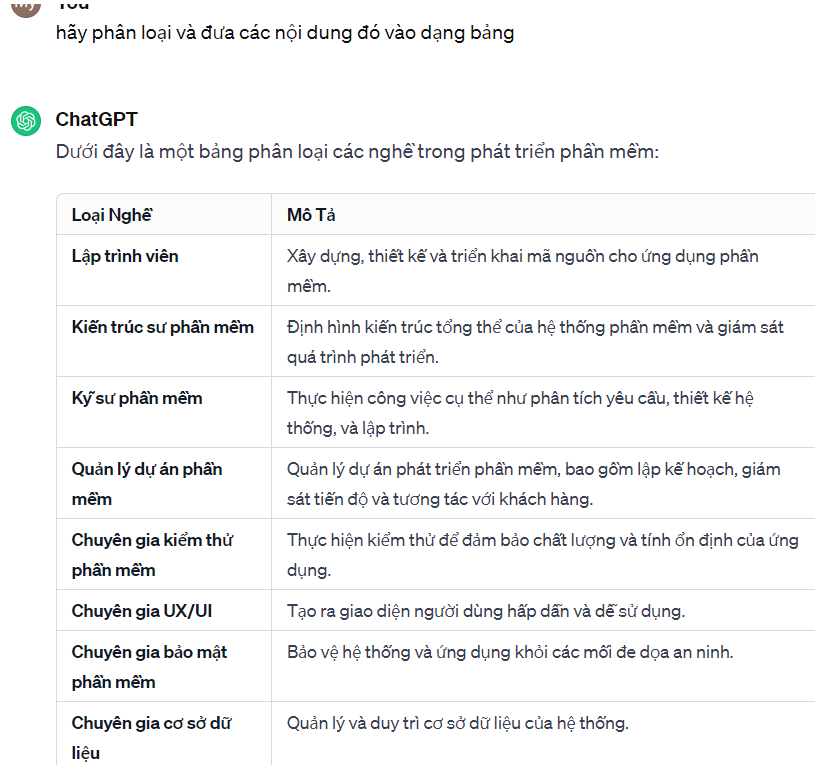 You
hãy phân loại và đưa các nội dung đó vào dạng bảng
ChatGPT
Dưới đây là một bảng phân loại các nghề trong phát triển phần mềm:
Loại Nghề
Mô Tả
Lập trình viên
Xây dựng, thiết kế và triển khai mã nguồn cho ứng dụng phần
mềm.
Kiến trúc sư phần mềm
Định hình kiến trúc tổng thể của hệ thống phần mềm và giám sát
quá trình phát triển.
Kỹ sư phần mềm
Thực hiện công việc cụ thể như phân tích yêu cầu, thiết kế hệ
thống, và lập trình.
Quản lý dự án phần
mềm
Quản lý dự án phát triển phần mềm, bao gồm lập kế hoạch, giám
sát tiến độ và tương tác với khách hàng.
Chuyên gia kiểm thử
phần mềm
Thực hiện kiểm thử để đảm bảo chất lượng và tính ổn định của ứng
dụng.
Chuyên gia UX/UI
Tạo ra giao diện người dùng hấp dẫn và dễ sử dụng.
Chuyên gia bảo mật
phần mềm
Bảo vệ hệ thống và ứng dụng khỏi các mối đe dọa an ninh.
Chuyên gia cơ sở dữ
liệu
Quản lý và duy trì cơ sở dữ liệu của hệ thống.